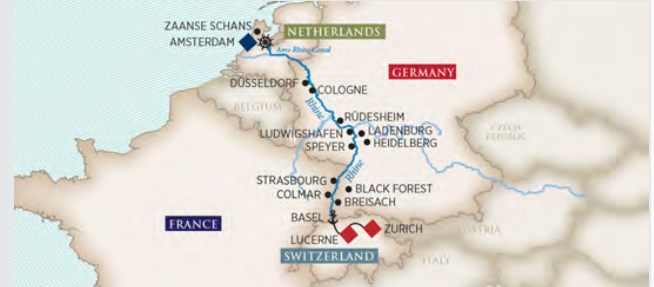 ZAANSE SCHANS
NETHERLANDS
AMSTERDAM
Ams-Rhine Canal
GERMANY
DÜSSELDORF
COLOGNE
BELGIUM
Rhine
RÜDESHEIM
LUDWIGSHAFEN
LADENBURG
CZECH
REPUBLIC
SPEYER
HEIDELBERG
Rhine
STRASBOURG
BLACK FOREST
COLMAR
BREISACH
FRANCE
BASEL
ZURICH
AUSTRIA
LUCERNE
SWITZERLAND
ITALY